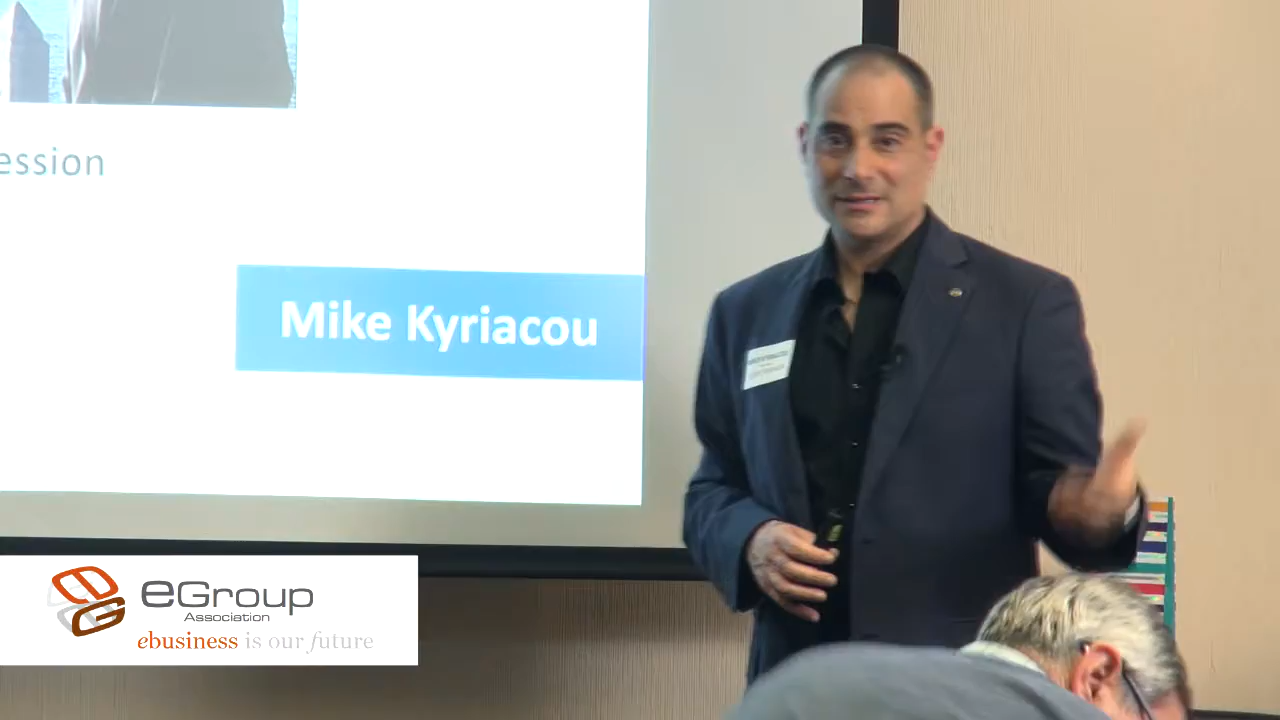 ession
Mike Kyriacou
eGroup
Association
ebusiness is our future